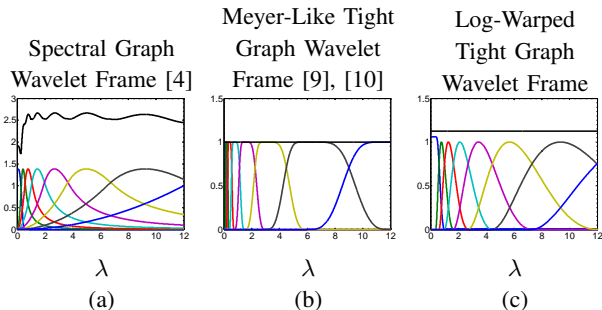 Spectral Graph
Wavelet Frame [4]
Meyer-Like Tight
Graph Wavelet
Frame [9], [10]
Log-Warped
Tight Graph
Wavelet Frame
3
2.5
2
1.5
1
0.5
0
0 2 4 6 8 10 12
λ
(a)
1.5
1
0.5
0
0 2 4 6 8 10 12
λ
(b)
1.5
1
0.5
0
0 2 4 6 8 10 12
λ
(c)